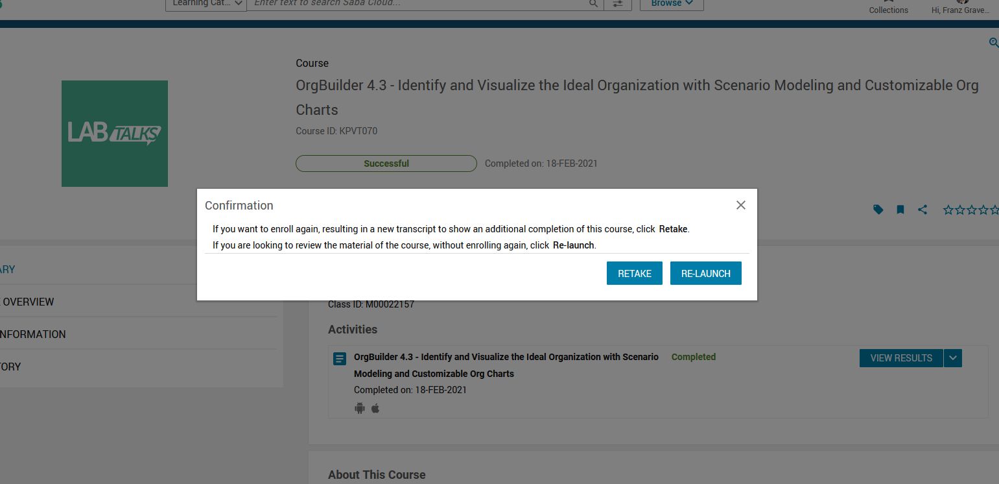 Learning Cat...
Enter text to search Saba Cloud...
Browse
Collections
Hi, Franz Grave...
Course
OrgBuilder 4.3 - Identify and Visualize the Ideal Organization with Scenario Modeling and Customizable Org
Charts
Course ID: KPVT070
LAB TALKS
Successful
Completed on: 18-FEB-2021
Confirmation
If you want to enroll again, resulting in a new transcript to show an additional completion of this course, click Retake.
If you are looking to review the material of the course, without enrolling again, click Re-launch.
RETAKE
RE-LAUNCH
ARY
OVERVIEW
NFORMATION
TORY
Class ID: M00022157
Activities
OrgBuilder 4.3 - Identify and Visualize the Ideal Organization with Scenario
Modeling and Customizable Org Charts
Completed
VIEW RESULTS
Completed on: 18-FEB-2021
About This Course